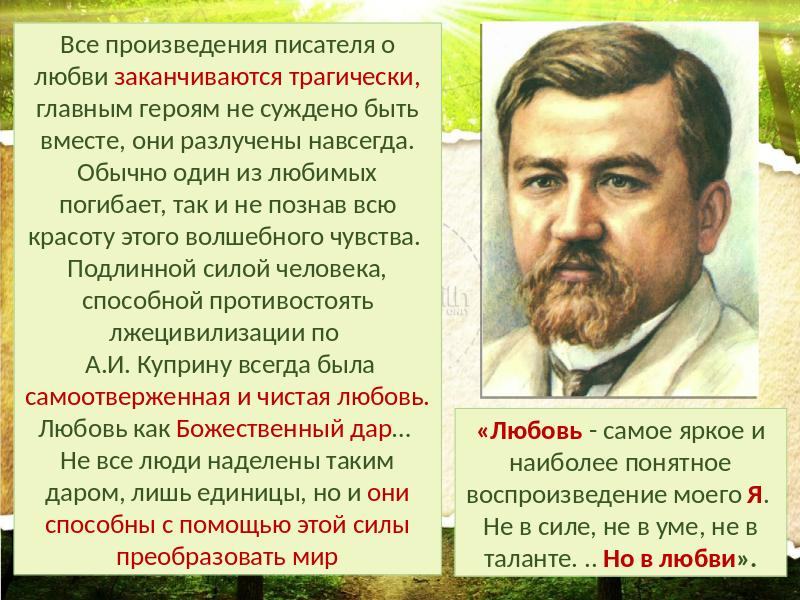 Все произведения писателя о
любви заканчиваются трагически,
главным героям не суждено быть
вместе, они разлучены навсегда.
Обычно один из любимых
погибает, так и не познав всю
красоту этого волшебного чувства.
Подлинной силой человека,
способной противостоять
лжецивилизации по
А.И. Куприну всегда была
самоотверженная и чистая любовь.
Любовь как Божественный дар…
Не все люди наделены таким
даром, лишь единицы, но и они
способны с помощью этой силы
преобразовать мир
«Любовь - самое яркое и
наиболее понятное
воспроизведение моего Я.
Не в силе, не в уме, не в
таланте. .. Но в любви».